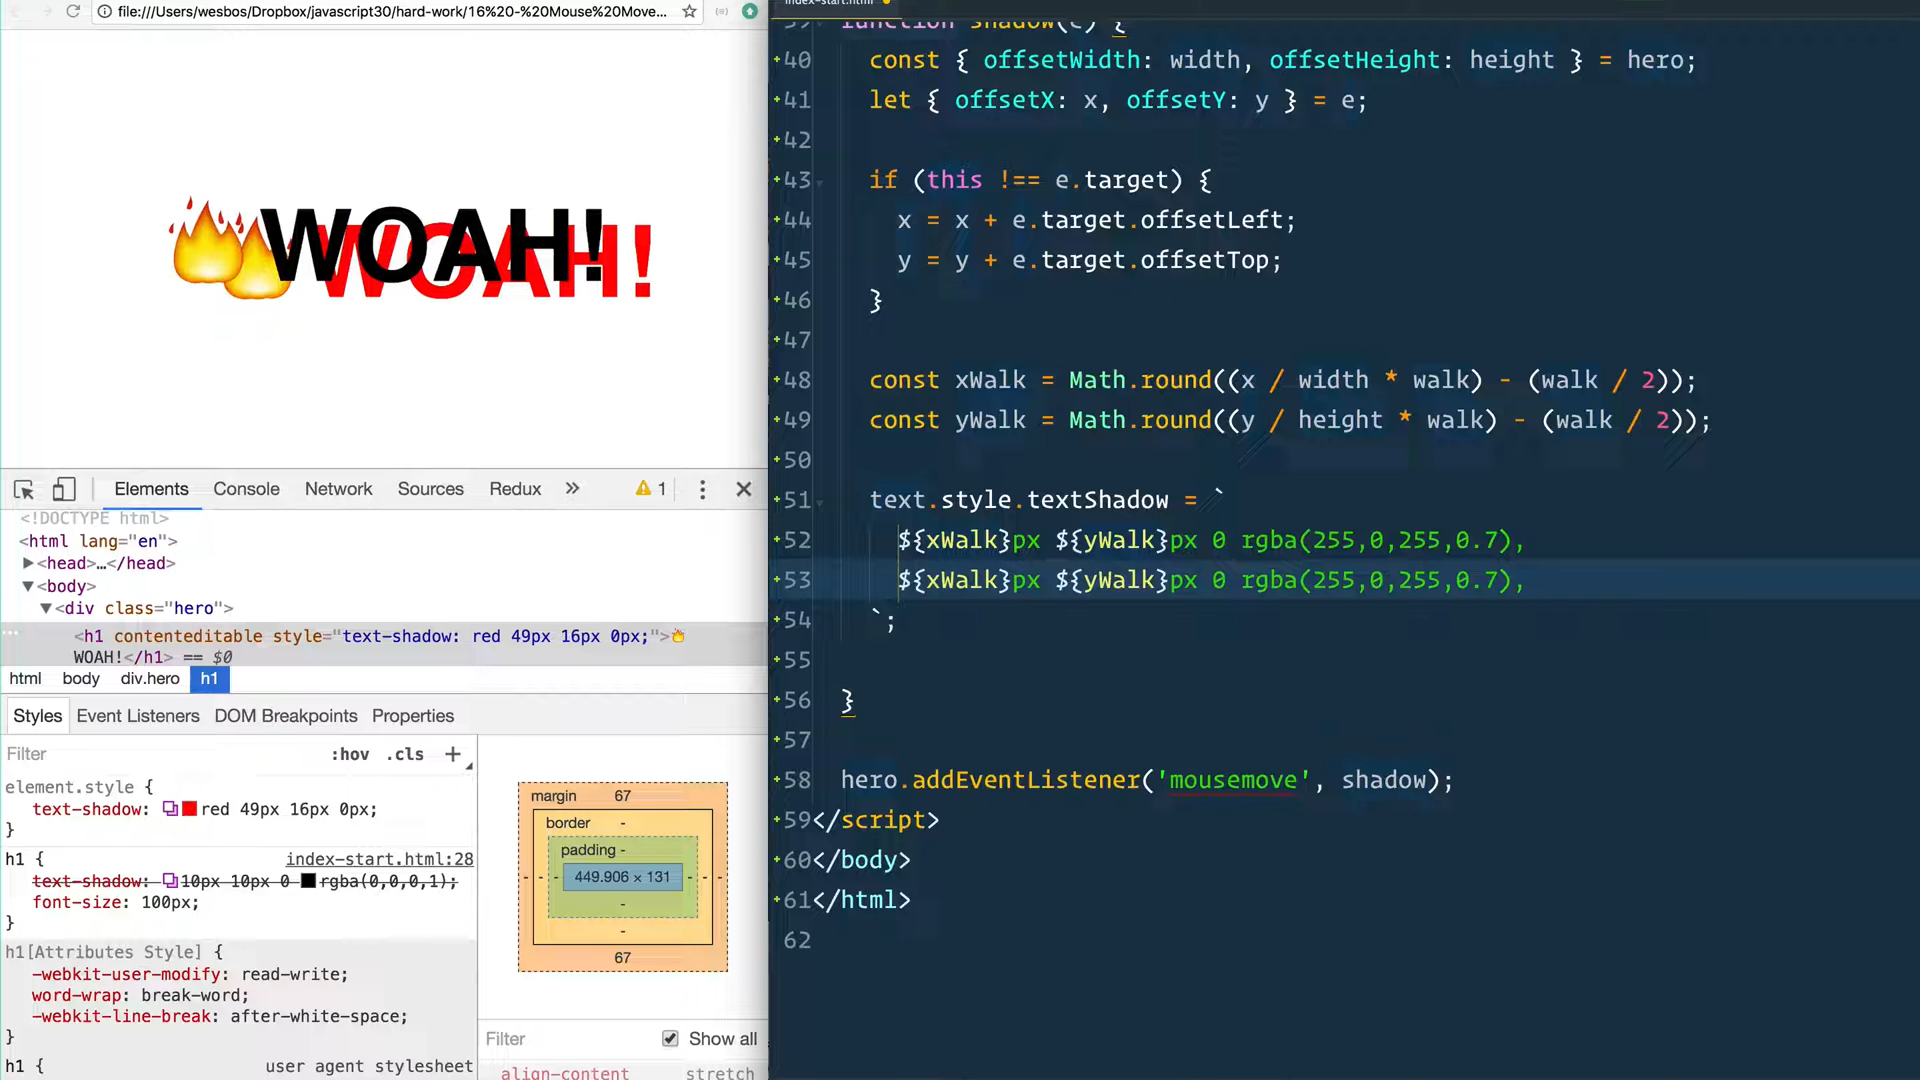 file:///Users/wesbos/Dropbox/javascript30/hard-work/16%20-%20Mouse%20Move...
WOAH!
WOAH!
Elements Console Network Sources Redux » 1
<!DOCTYPE html>
<html lang="en">
▶<head>…</head>
▼<body>
▼<div class="hero">
<h1 contenteditable style="text-shadow: red 49px 16px 0px;">🔥
WOAH!</h1> == $0
html body div.hero h1
Styles Event Listeners DOM Breakpoints Properties
Filter :hov .cls +
element.style {
text-shadow: red 49px 16px 0px;
}
h1 { index-start.html:28
text-shadow: 10px 10px 0 rgba(0,0,0,1);
font-size: 100px;
}
h1[Attributes Style] {
-webkit-user-modify: read-write;
word-wrap: break-word;
-webkit-line-break: after-white-space;
}
h1 { user agent stylesheet
margin 67
border -
padding -
- - - 449.906 × 131 - - -
-
-
67
Filter Show all
align-content stretch
index-start.html
39 function shadow(e) {
40 const { offsetWidth: width, offsetHeight: height } = hero;
41 let { offsetX: x, offsetY: y } = e;
42
43 if (this !== e.target) {
44 x = x + e.target.offsetLeft;
45 y = y + e.target.offsetTop;
46 }
47
48 const xWalk = Math.round((x / width * walk) - (walk / 2));
49 const yWalk = Math.round((y / height * walk) - (walk / 2));
50
51 text.style.textShadow = `
52 ${xWalk}px ${yWalk}px 0 rgba(255,0,255,0.7),
53 ${xWalk}px ${yWalk}px 0 rgba(255,0,255,0.7),
54 `;
55
56 }
57
58 hero.addEventListener('mousemove', shadow);
59 </script>
60 </body>
61 </html>
62